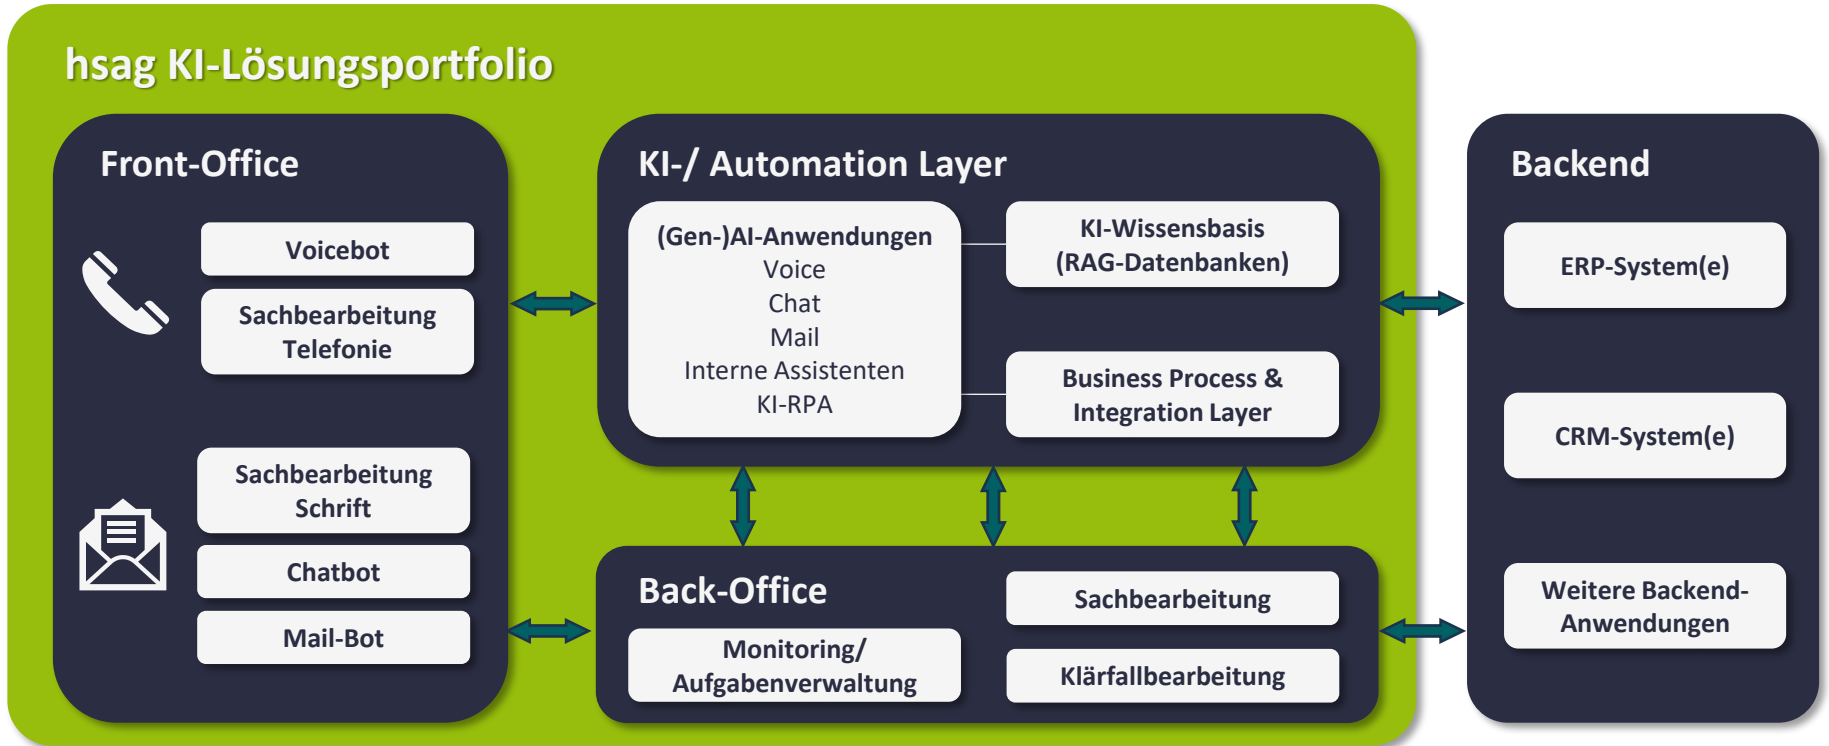 hsag KI-Lösungsportfolio
Front-Office
Voicebot
Sachbearbeitung
Telefonie
Sachbearbeitung
Schrift
Chatbot
Mail-Bot
KI-/ Automation Layer
(Gen-)AI-Anwendungen
Voice
Chat
Mail
Interne Assistenten
KI-RPA
KI-Wissensbasis
(RAG-Datenbanken)
Business Process &
Integration Layer
Back-Office
Monitoring/
Aufgabenverwaltung
Sachbearbeitung
Klärfallbearbeitung
Backend
ERP-System(e)
CRM-System(e)
Weitere Backend-
Anwendungen